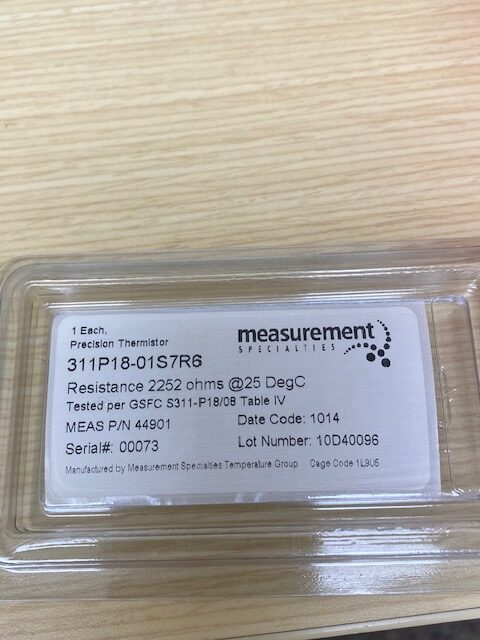 1 Each,
Precision Thermistor
measurement
SPECIALTIES
311P18-01S7R6
Resistance 2252 ohms @25 DegC
Tested per GSFC S311-P18/08 Table IV
MEAS P/N 44901 Date Code: 1014
Serial#: 00073 Lot Number: 10D40096
Manufactured by Measurement Specialties Temperature Group Cage Code 1L9U5